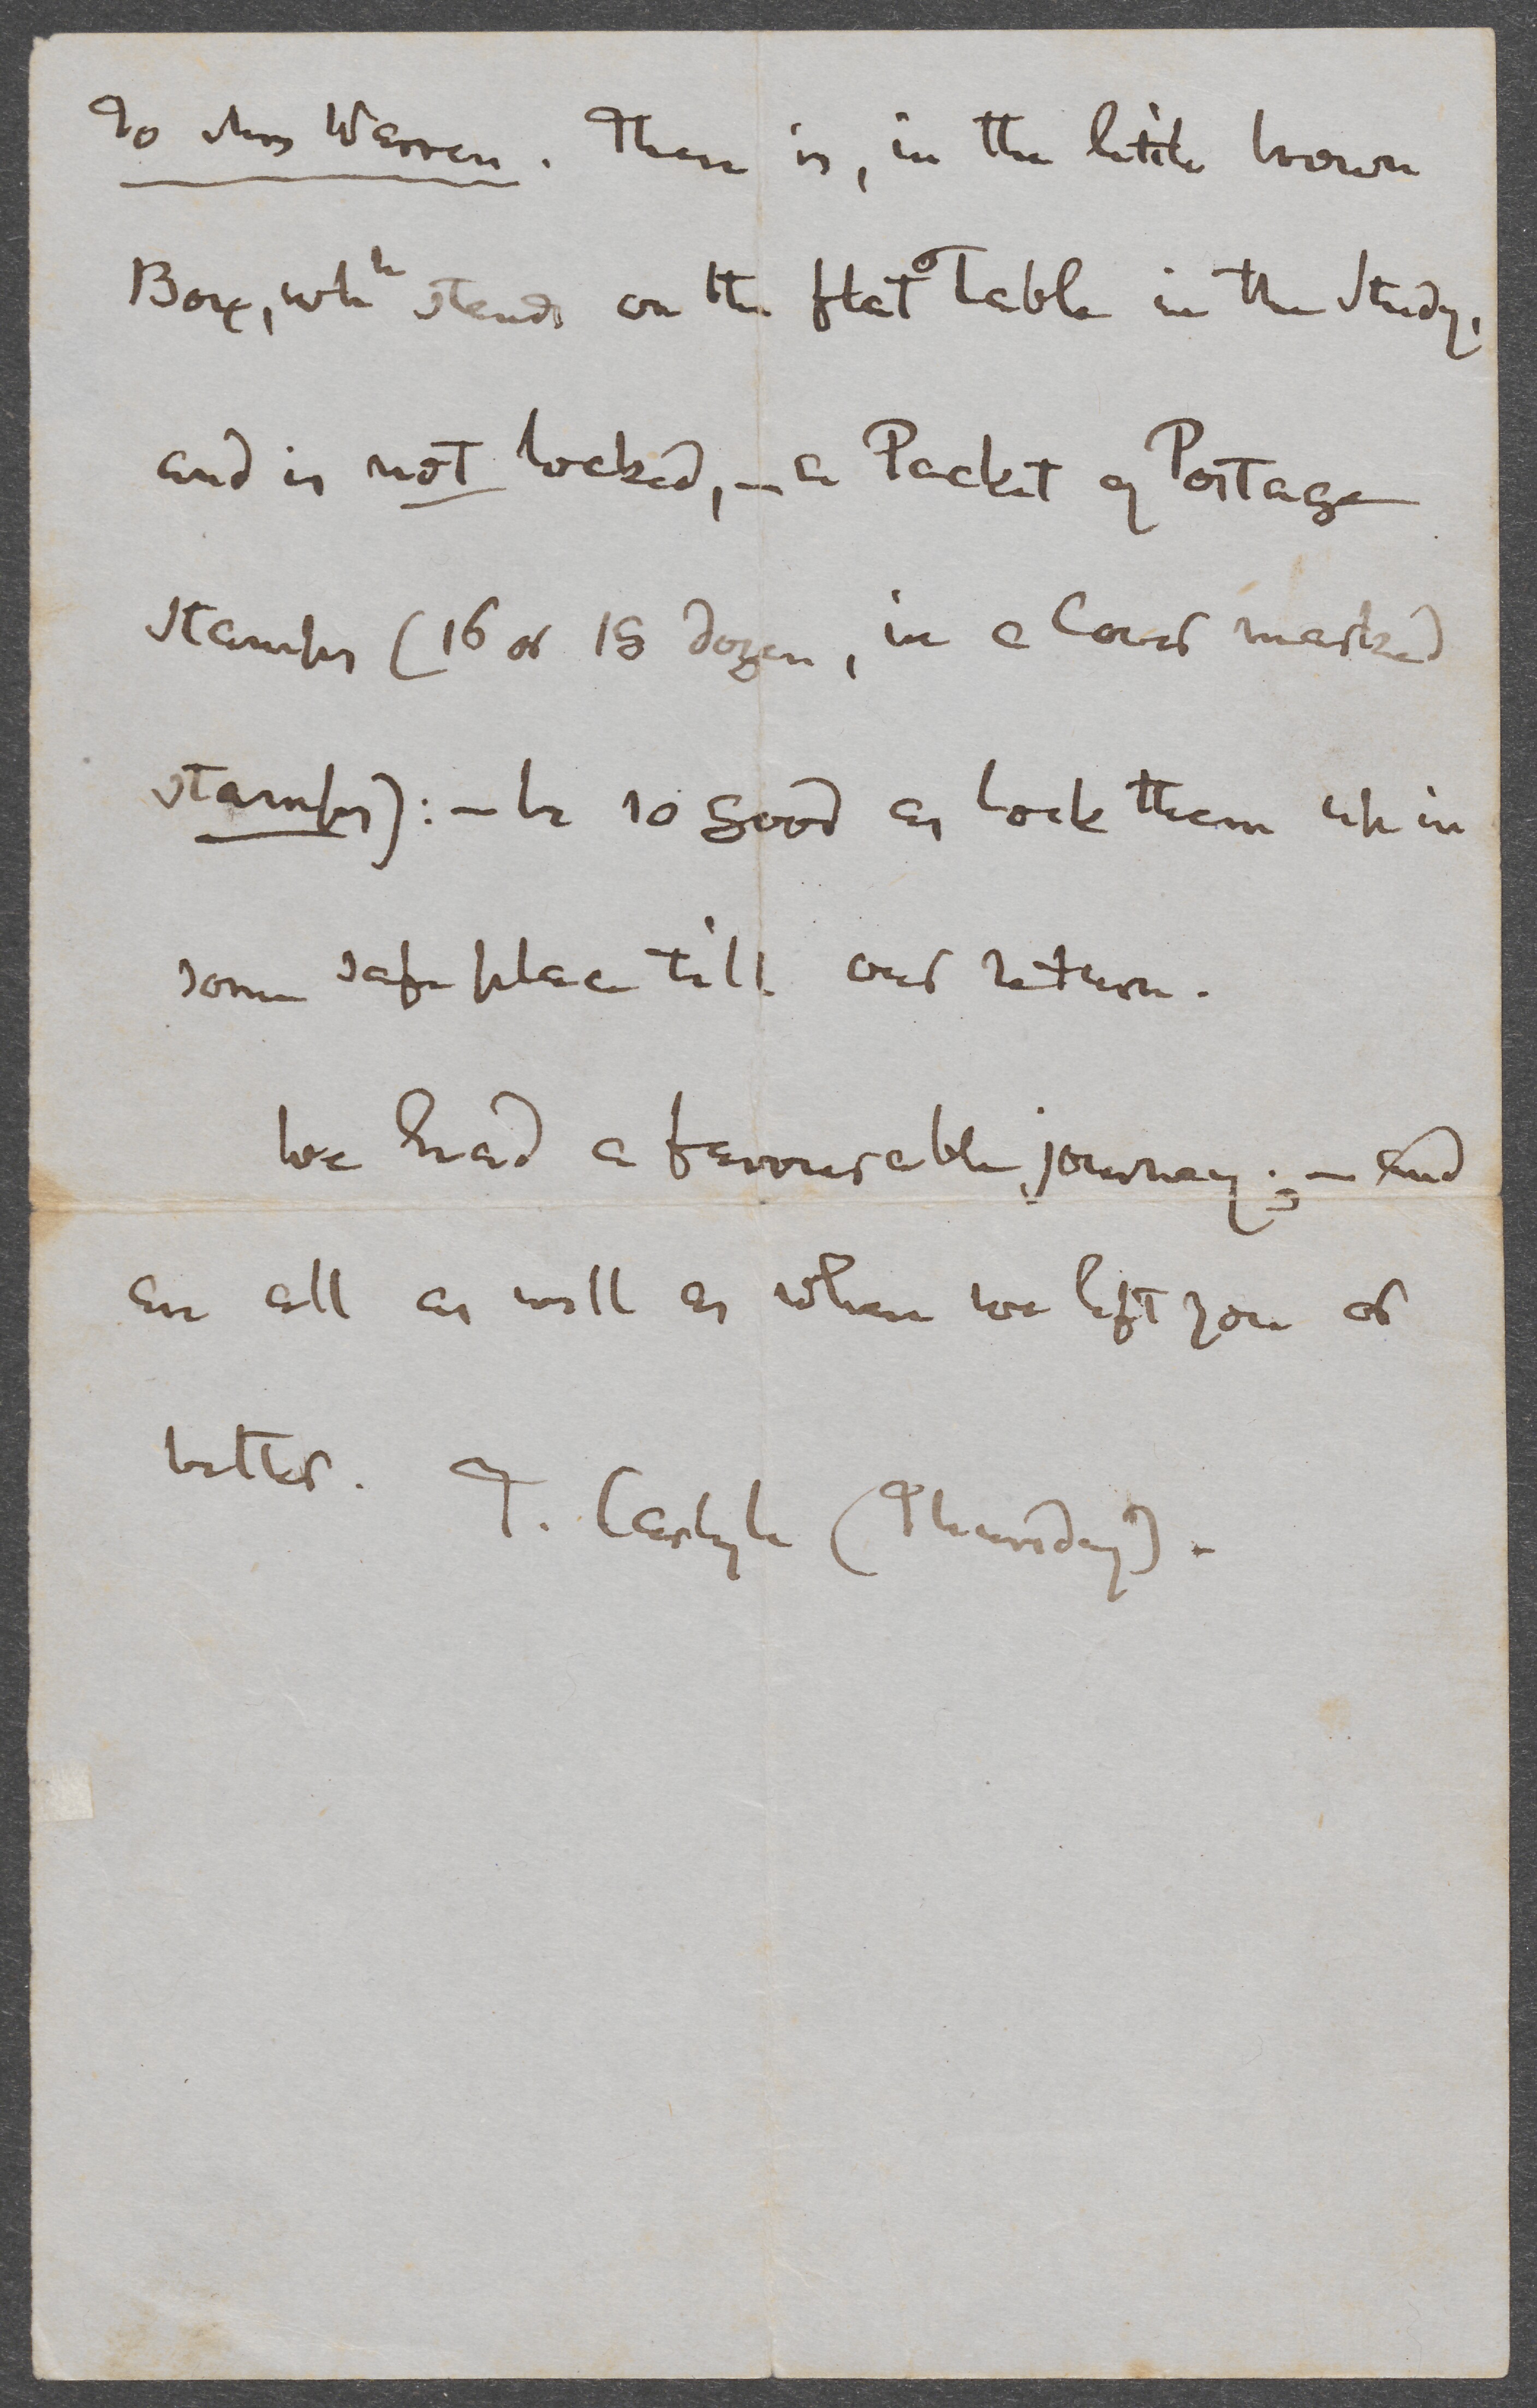 To Mrs Warren. There is, in the little brown
Box, whh stands on the flat Table in the Study,
and is not locked, — a Packet of Postage
Stamps (16 or 18 dozen, in a Cover marked
Stamps): — be so good as lock them up in
some safe place till our return.
We had a favourable journey; — and
are all as well as when we left you or
better. T. Carlyle (Thursday). -